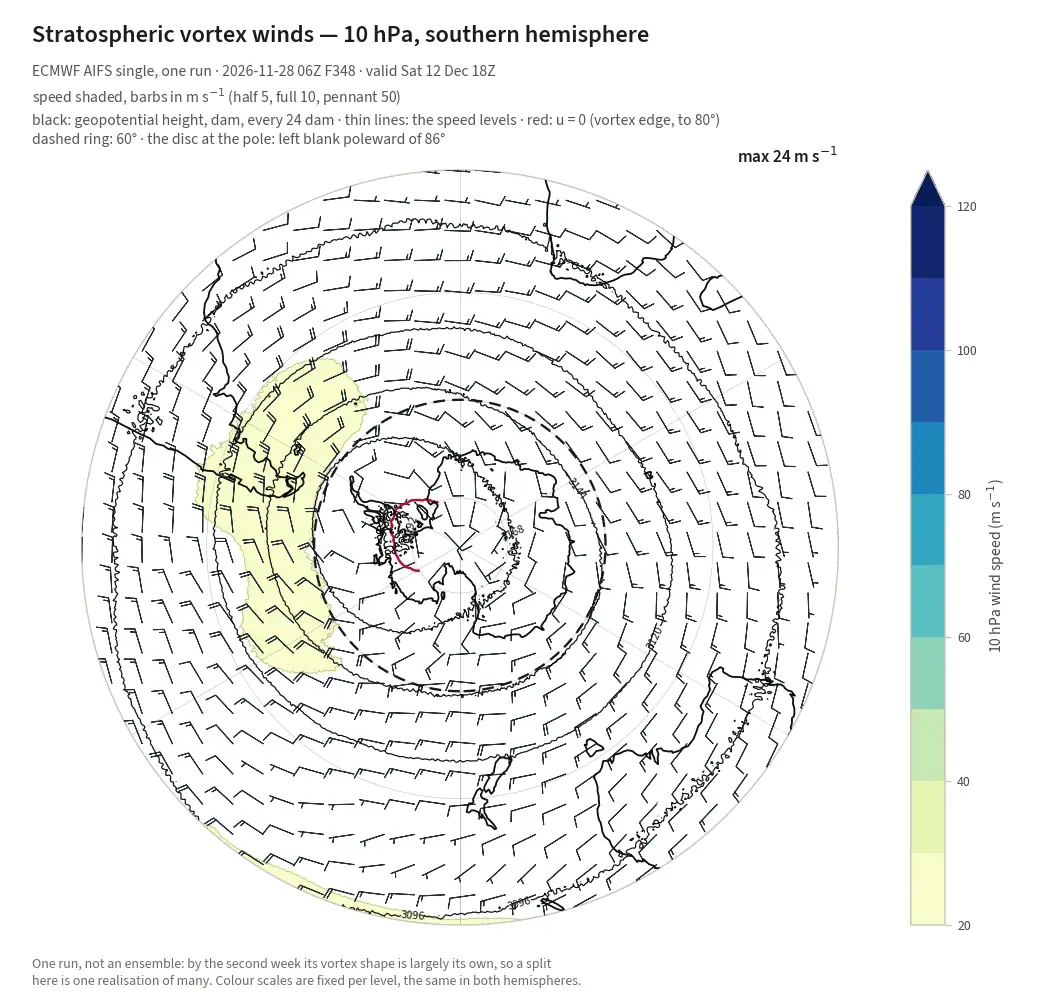 Stratospheric vortex winds — 10 hPa, southern hemisphere
ECMWF AIFS single, one run · 2026-11-28 06Z F348 · valid Sat 12 Dec 18Z
speed shaded, barbs in m s⁻¹ (half 5, full 10, pennant 50)
black: geopotential height, dam, every 24 dam · thin lines: the speed levels · red: u = 0 (vortex edge, to 80°)
dashed ring: 60° · the disc at the pole: left blank poleward of 86°
max 24 m s⁻¹
120
100
80
60
40
20
10 hPa wind speed (m s⁻¹)
3120
3096
3096
One run, not an ensemble: by the second week its vortex shape is largely its own, so a split
here is one realisation of many. Colour scales are fixed per level, the same in both hemispheres.